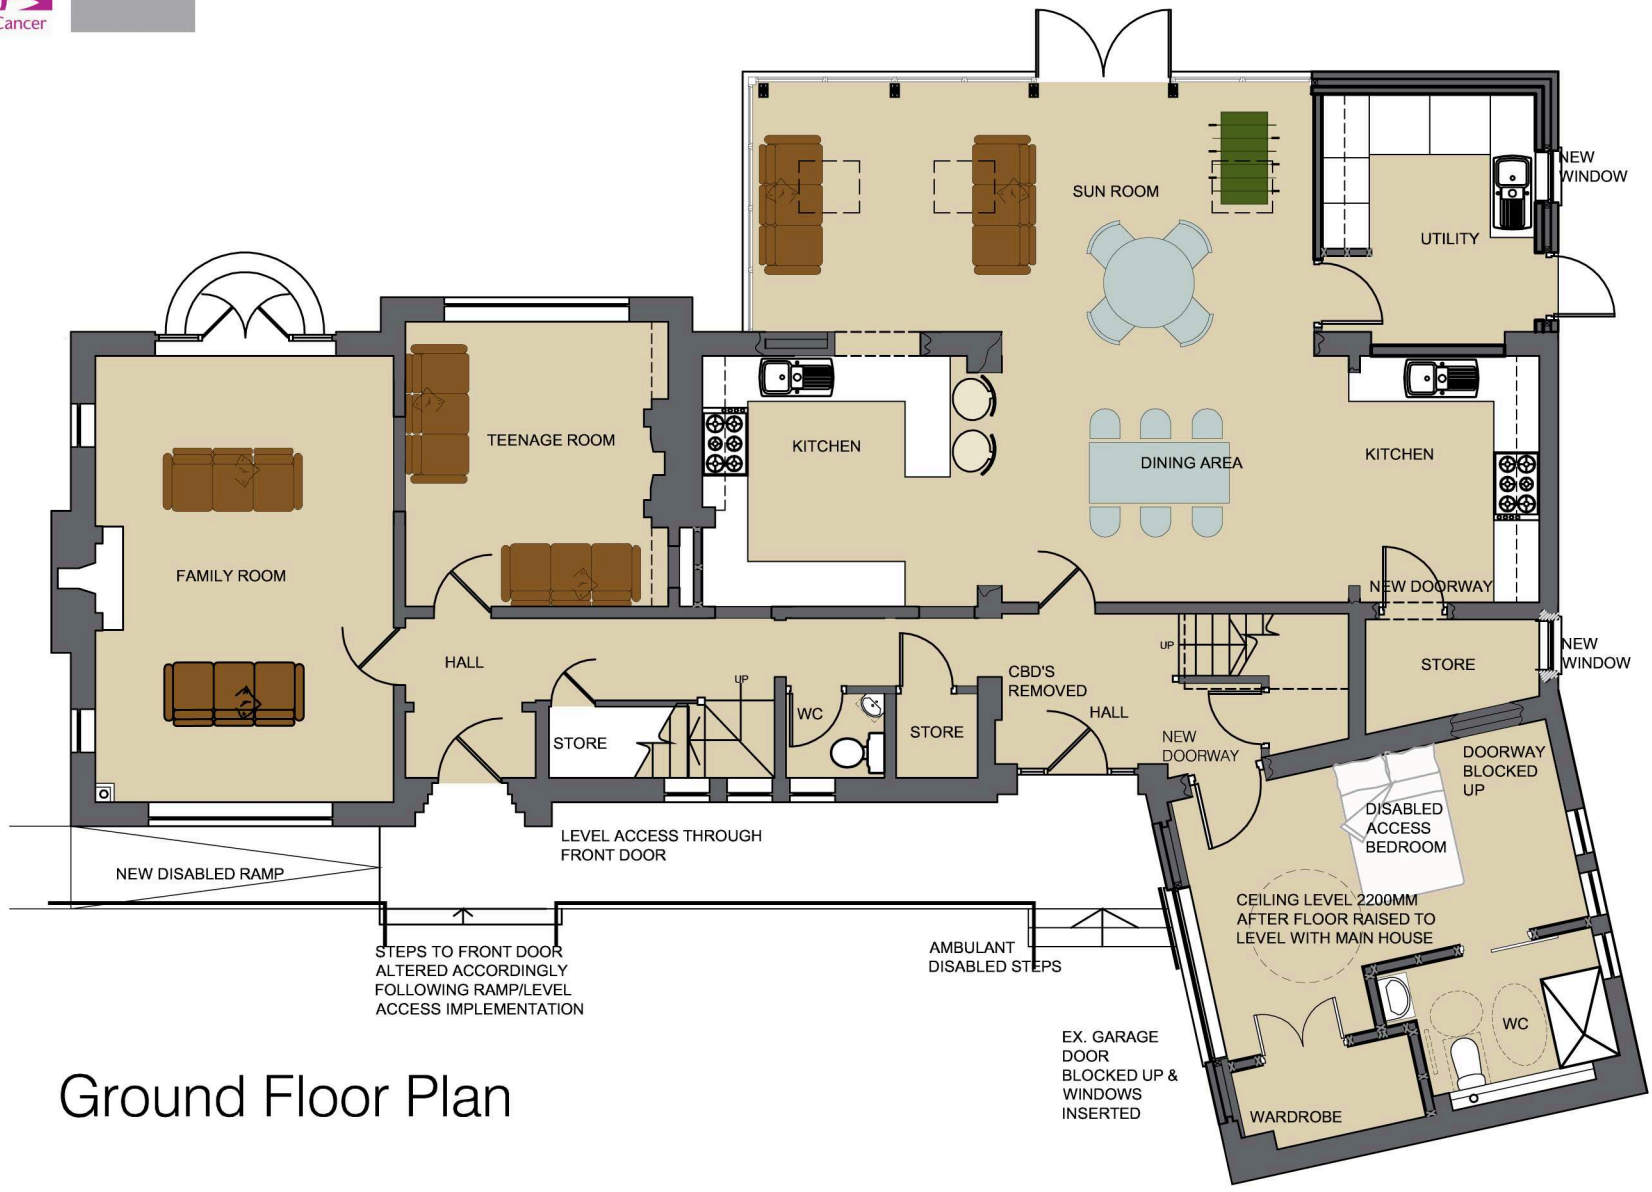 Cancer
NEW
WINDOW
SUN ROOM
UTILITY
TEENAGE ROOM
KITCHEN
DINING AREA
KITCHEN
FAMILY ROOM
NEW DOORWAY
HALL
UP
UP
CBD'S
REMOVED
STORE
NEW
WINDOW
WC
HALL
STORE
STORE
NEW
DOORWAY
DOORWAY
BLOCKED
UP
DISABLED
ACCESS
BEDROOM
LEVEL ACCESS THROUGH
FRONT DOOR
NEW DISABLED RAMP
CEILING LEVEL 2200MM
AFTER FLOOR RAISED TO
LEVEL WITH MAIN HOUSE
STEPS TO FRONT DOOR
ALTERED ACCORDINGLY
FOLLOWING RAMP/LEVEL
ACCESS IMPLEMENTATION
AMBULANT
DISABLED STEPS
WC
EX. GARAGE
DOOR
BLOCKED UP &
WINDOWS
INSERTED
WARDROBE
Ground Floor Plan